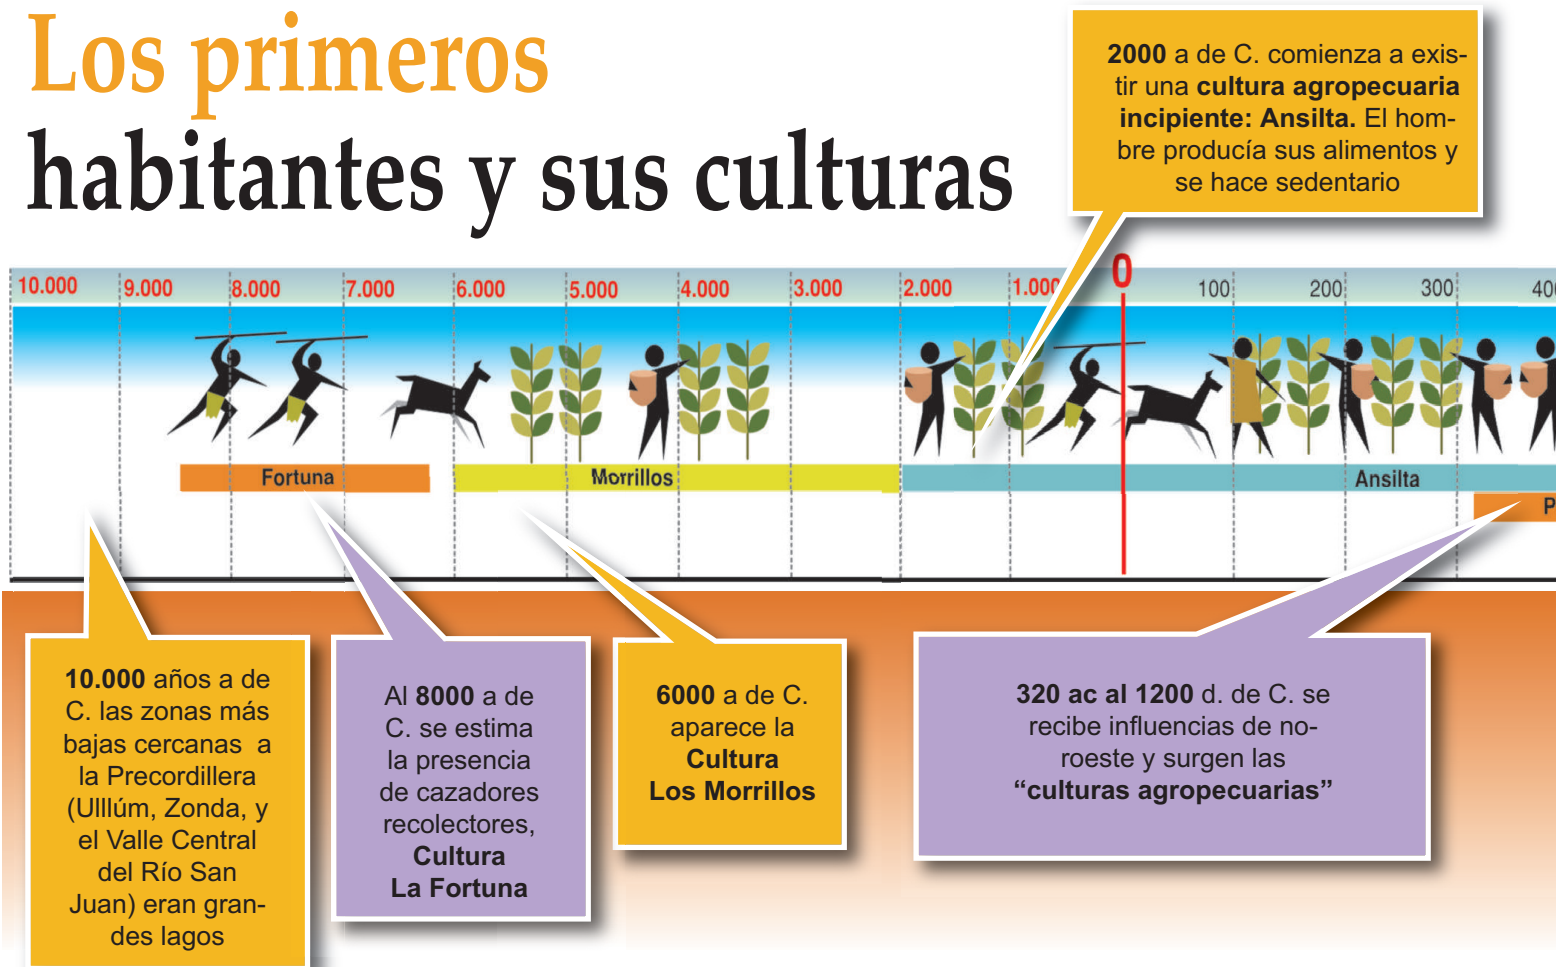 Los primeros
habitantes y sus culturas
2000 a de C. comienza a exis-
tir una cultura agropecuaria
incipiente: Ansilta. El hom-
bre producía sus alimentos y
se hace sedentario
10.000 9.000 8.000 7.000 6.000 5.000 4.000 3.000 2.000 1.000 0 100 200 300 400
Fortuna Morrillos Ansilta
P
10.000 años a de
C. las zonas más
bajas cercanas a
la Precordillera
(Ulllúm, Zonda, y
el Valle Central
del Río San
Juan) eran gran-
des lagos
Al 8000 a de
C. se estima
la presencia
de cazadores
recolectores,
Cultura
La Fortuna
6000 a de C.
aparece la
Cultura
Los Morrillos
320 ac al 1200 d. de C. se
recibe influencias de no-
roeste y surgen las
“culturas agropecuarias”